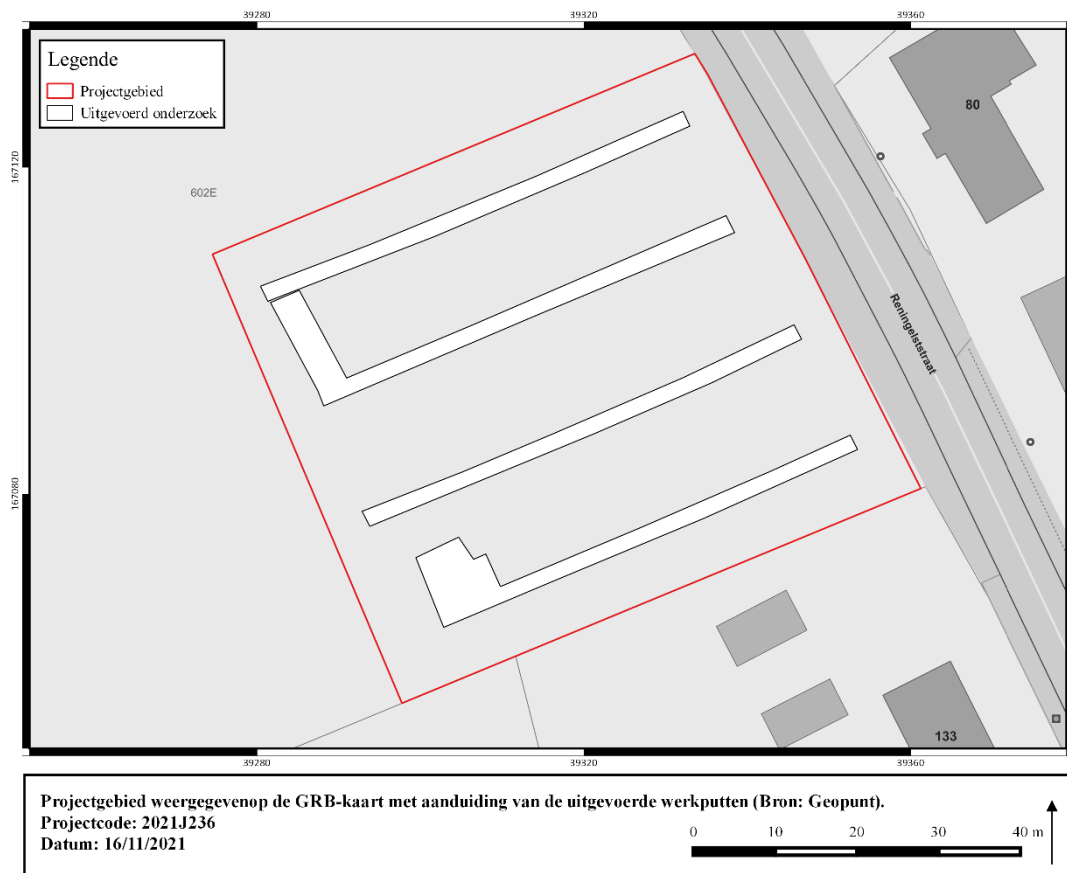 39280 39320 39360
Legende
Projectgebied
Uitgevoerd onderzoek
80
167120
602E
Reningelststraat
167080
133
39280 39320 39360
Projectgebied weergegevenop de GRB-kaart met aanduiding van de uitgevoerde werkputten (Bron: Geopunt).
Projectcode: 2021J236
Datum: 16/11/2021
0 10 20 30 40 m